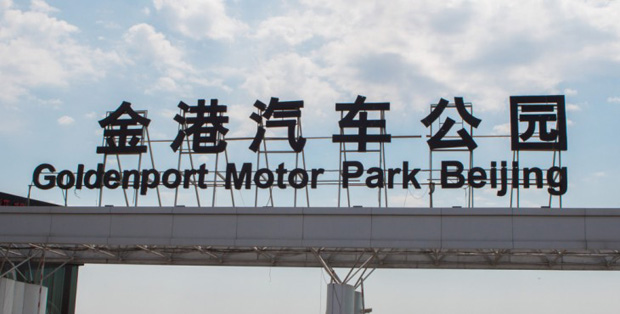 金港汽车公园
Goldenport Motor Park Beijing